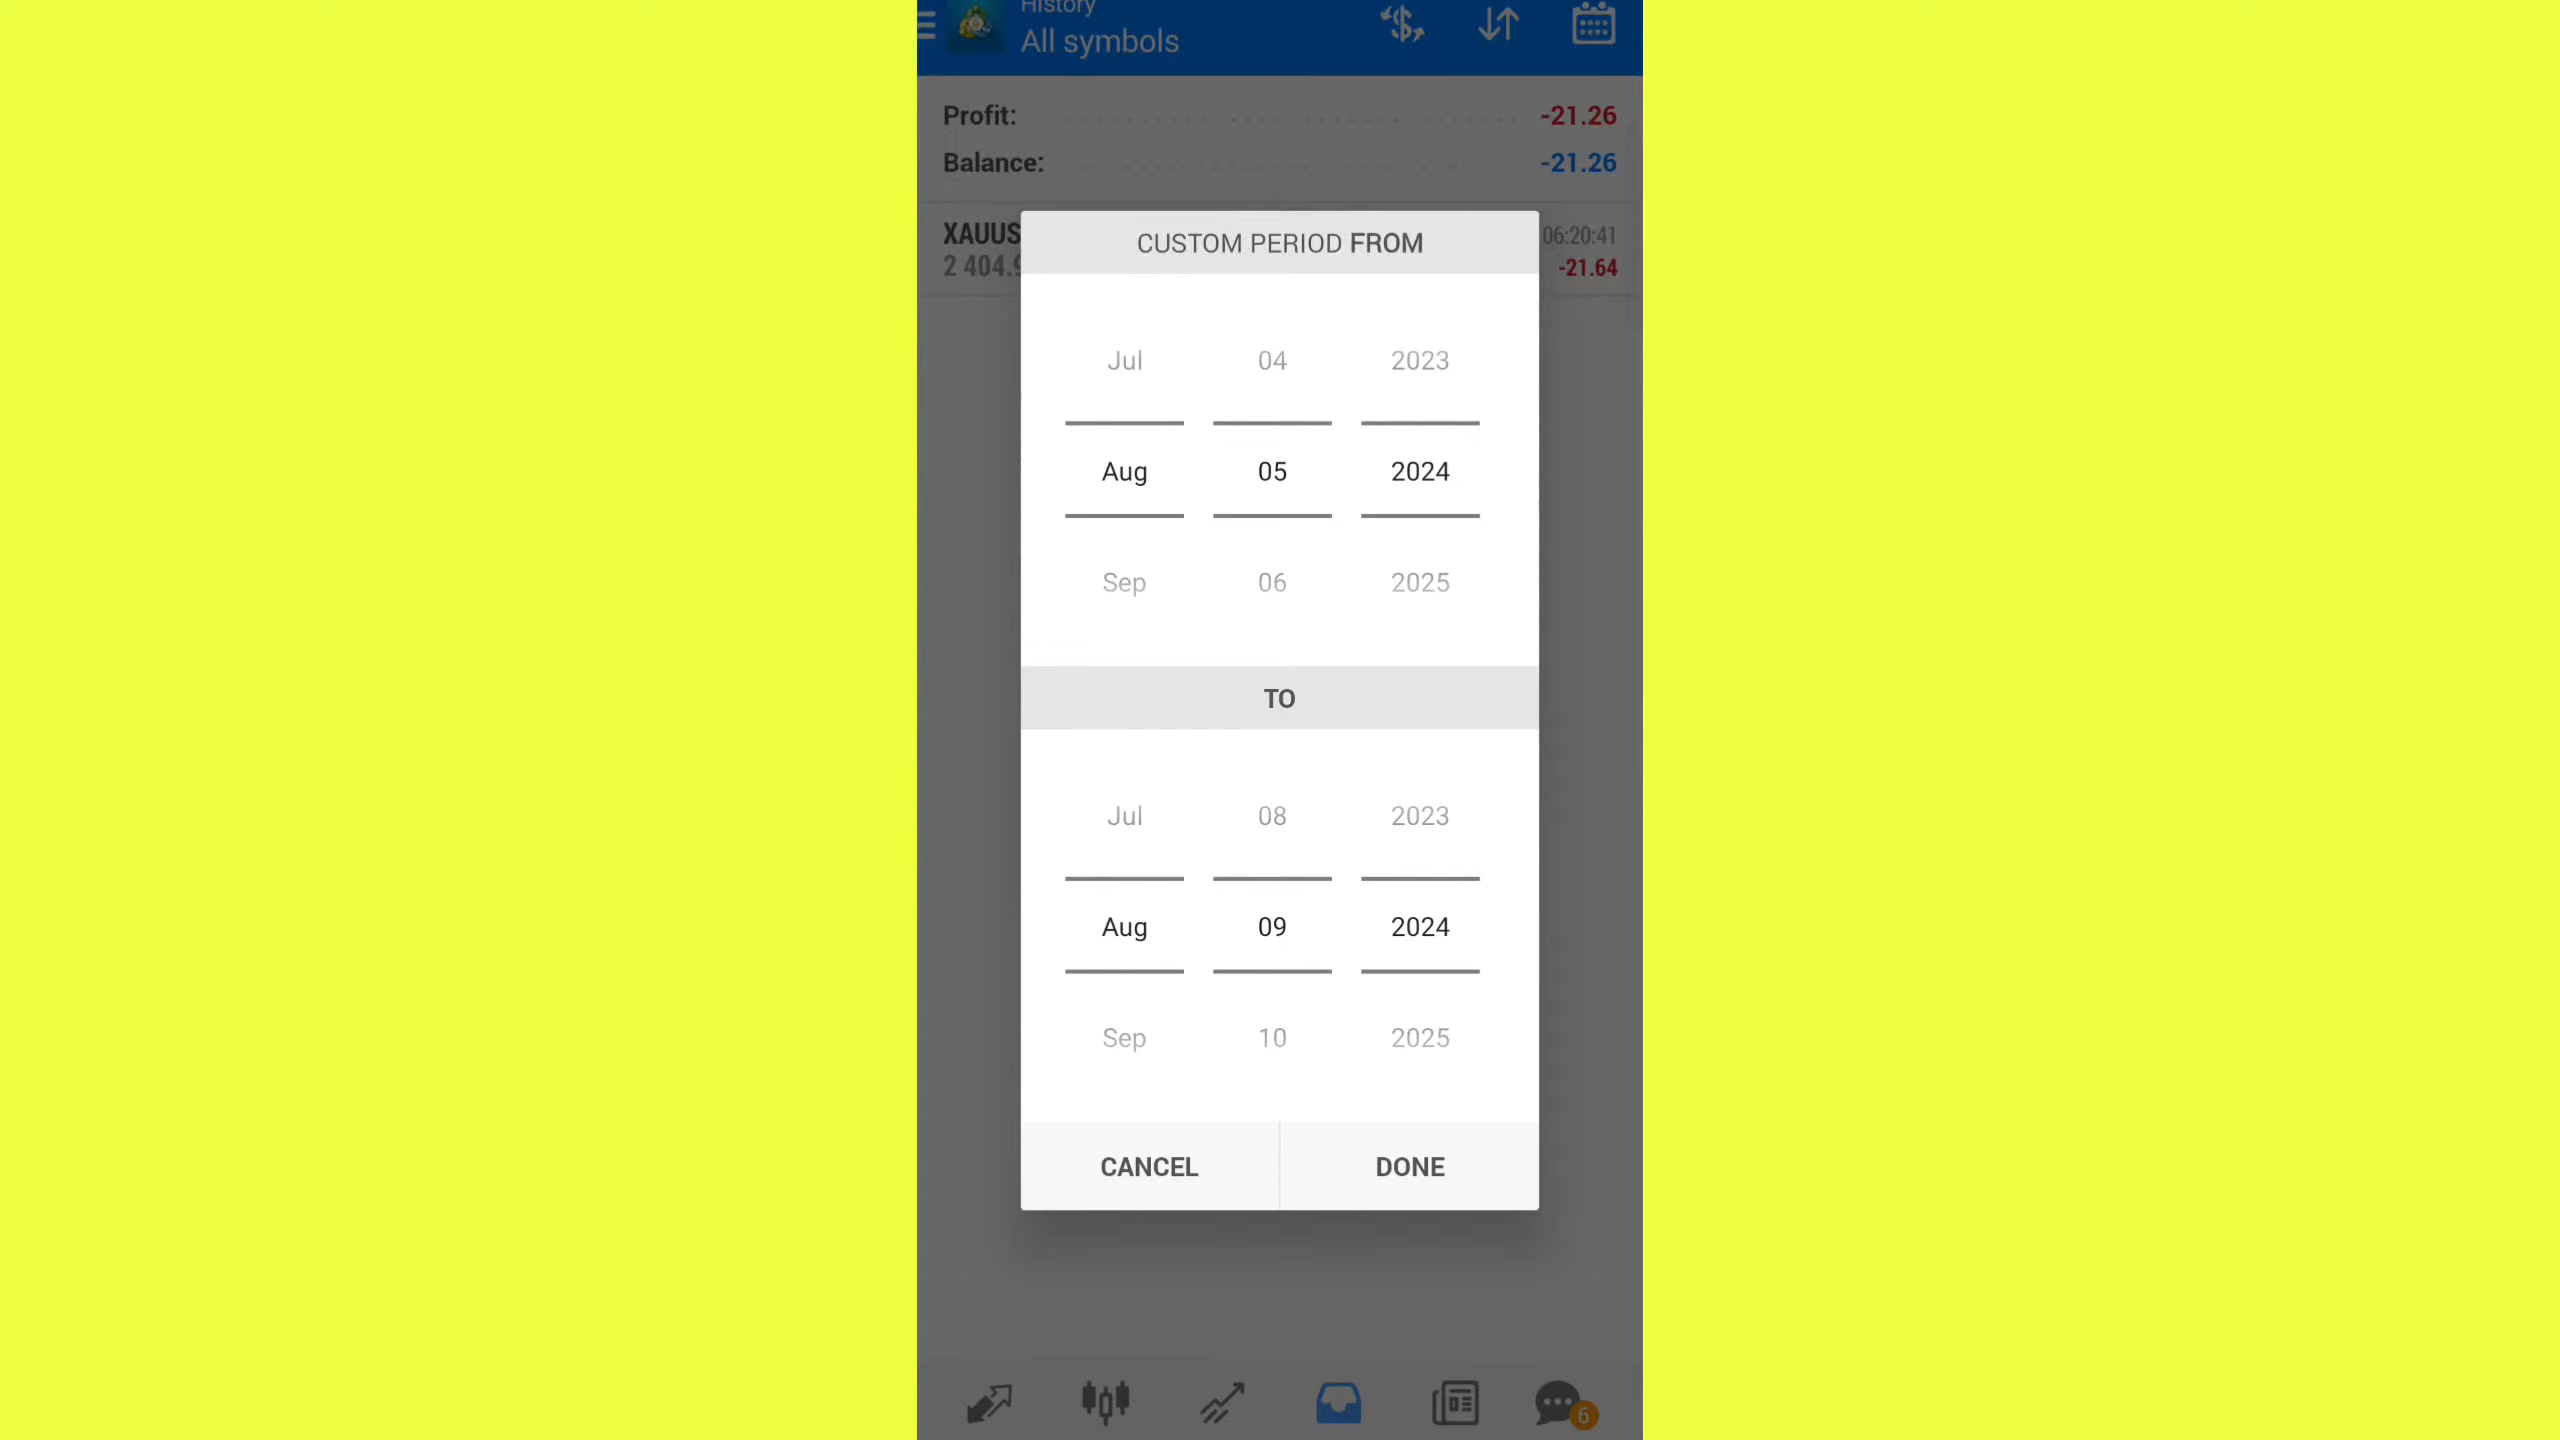 History
All symbols
Profit: -21.26
Balance: -21.26
XAUUS 06:20:41
2 404.9 -21.64
CUSTOM PERIOD FROM
Jul 04 2023
Aug 05 2024
Sep 06 2025
TO
Jul 08 2023
Aug 09 2024
Sep 10 2025
CANCEL DONE
6